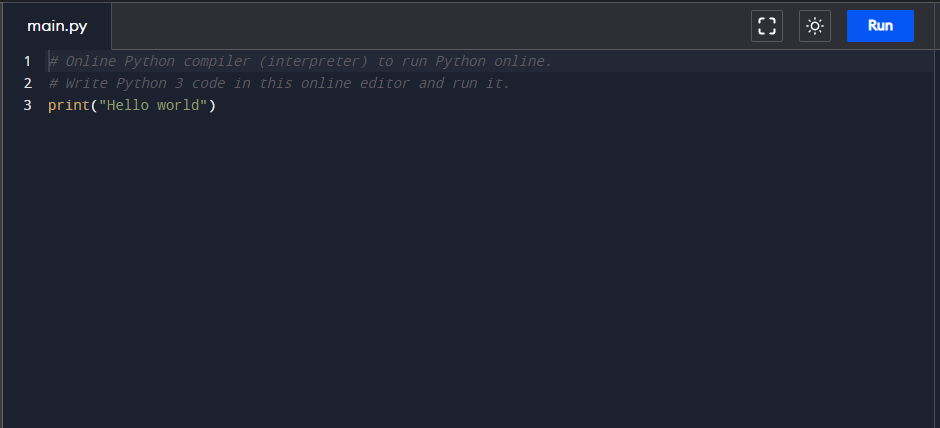 main.py
Run
1 # Online Python compiler (interpreter) to run Python online.
2 # Write Python 3 code in this online editor and run it.
3 print("Hello world")